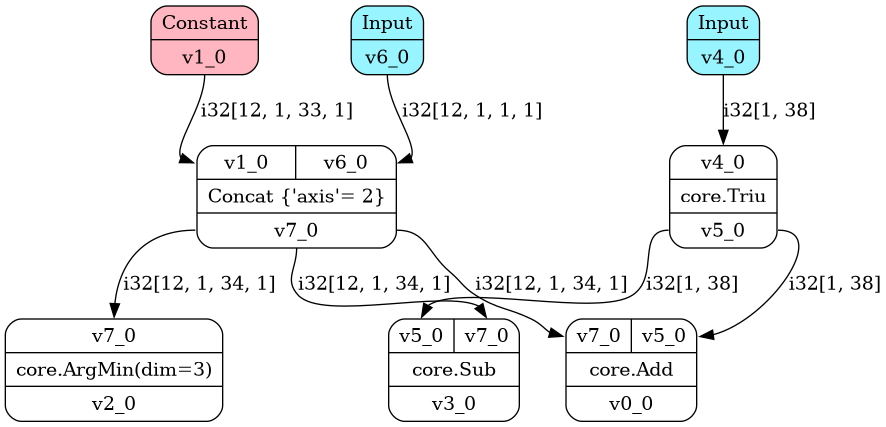 Constant
v1_0
Input
v6_0
Input
v4_0
i32[12, 1, 33, 1]
i32[12, 1, 1, 1]
i32[1, 38]
v1_0
v6_0
Concat {'axis'= 2}
v7_0
v4_0
core.Triu
v5_0
i32[12, 1, 34, 1]
i32[12, 1, 34, 1]
i32[12, 1, 34, 1]
i32[1, 38]
i32[1, 38]
v7_0
core.ArgMin(dim=3)
v2_0
v5_0
v7_0
core.Sub
v3_0
v7_0
v5_0
core.Add
v0_0